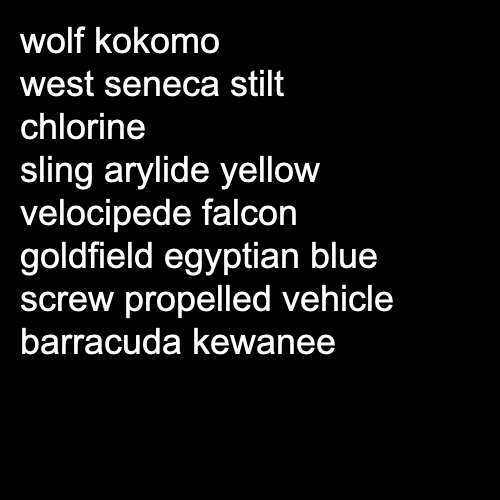 wolf kokomo
west seneca stilt
chlorine
sling arylide yellow
velocipede falcon
goldfield egyptian blue
screw propelled vehicle
barracuda kewanee